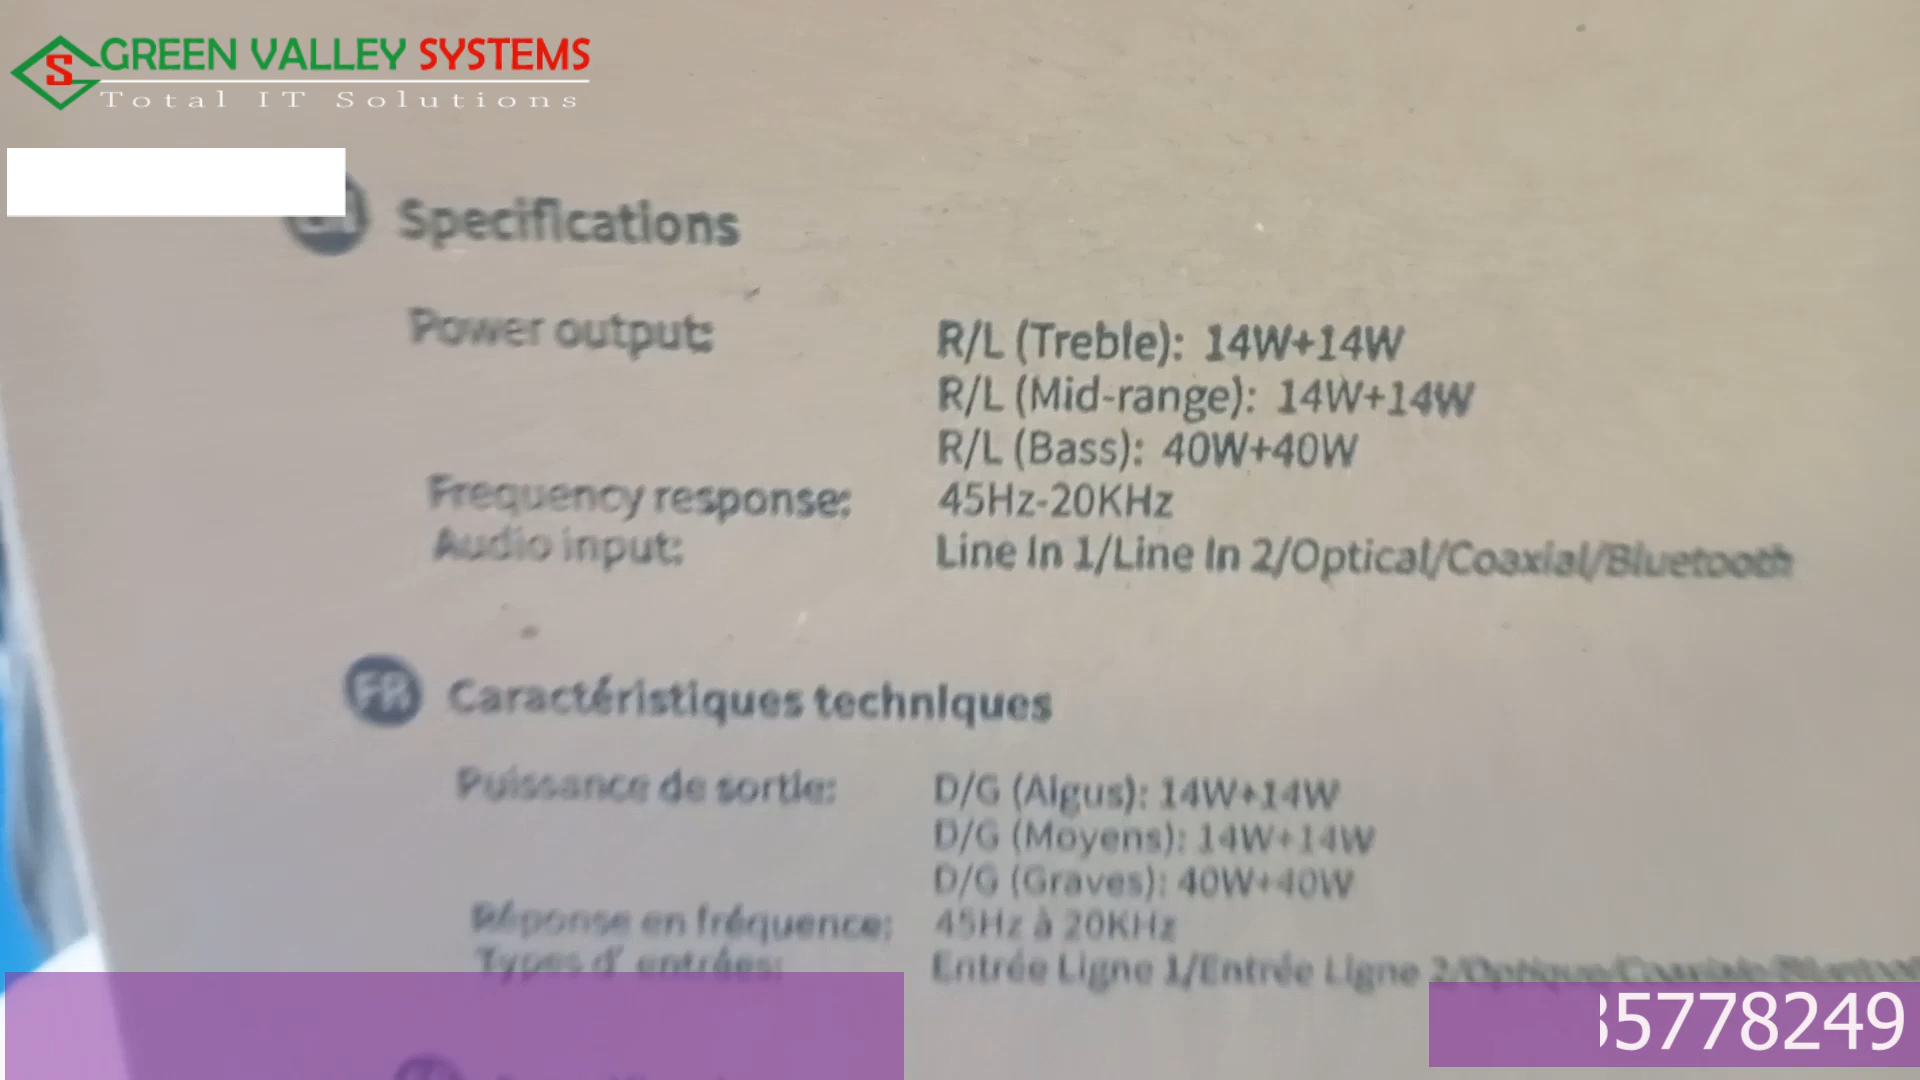 GREEN VALLEY SYSTEMS
Total IT Solutions
Specifications
Power output: R/L (Treble): 14W+14W
R/L (Mid-range): 14W+14W
R/L (Bass): 40W+40W
Frequency response: 45Hz-20KHz
Audio input: Line In 1/Line In 2/Optical/Coaxial/Bluetooth
FR Caractéristiques techniques
Puissance de sortie: D/G (Aigus): 14W+14W
D/G (Moyens): 14W+14W
D/G (Graves): 40W+40W
Réponse en fréquence: 45Hz à 20KHz
Types d' entrées: Entrée Ligne 1/Entrée Ligne
5778249